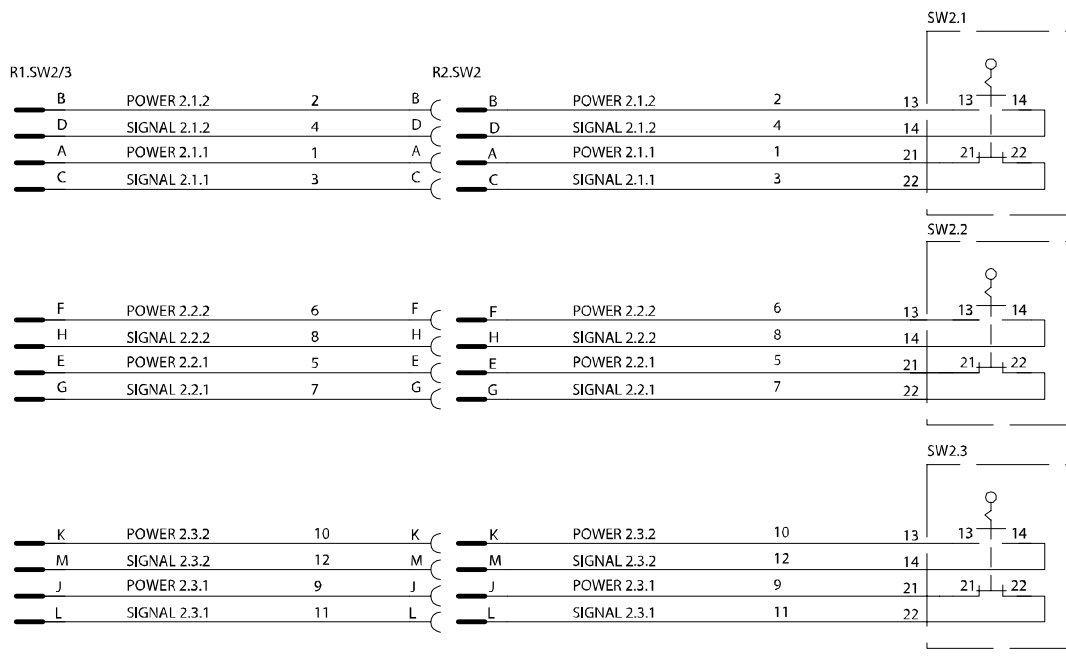 SW2.1
R1.SW2/3 R2.SW2
B POWER 2.1.2 2 B B POWER 2.1.2 2 13 13 14
D SIGNAL 2.1.2 4 D D SIGNAL 2.1.2 4 14
A POWER 2.1.1 1 A A POWER 2.1.1 1 21 21 22
C SIGNAL 2.1.1 3 C C SIGNAL 2.1.1 3 22
SW2.2
F POWER 2.2.2 6 F F POWER 2.2.2 6 13 13 14
H SIGNAL 2.2.2 8 H H SIGNAL 2.2.2 8 14
E POWER 2.2.1 5 E E POWER 2.2.1 5 21 21 22
G SIGNAL 2.2.1 7 G G SIGNAL 2.2.1 7 22
SW2.3
K POWER 2.3.2 10 K K POWER 2.3.2 10 13 13 14
M SIGNAL 2.3.2 12 M M SIGNAL 2.3.2 12 14
J POWER 2.3.1 9 J J POWER 2.3.1 9 21 21 22
L SIGNAL 2.3.1 11 L L SIGNAL 2.3.1 11 22